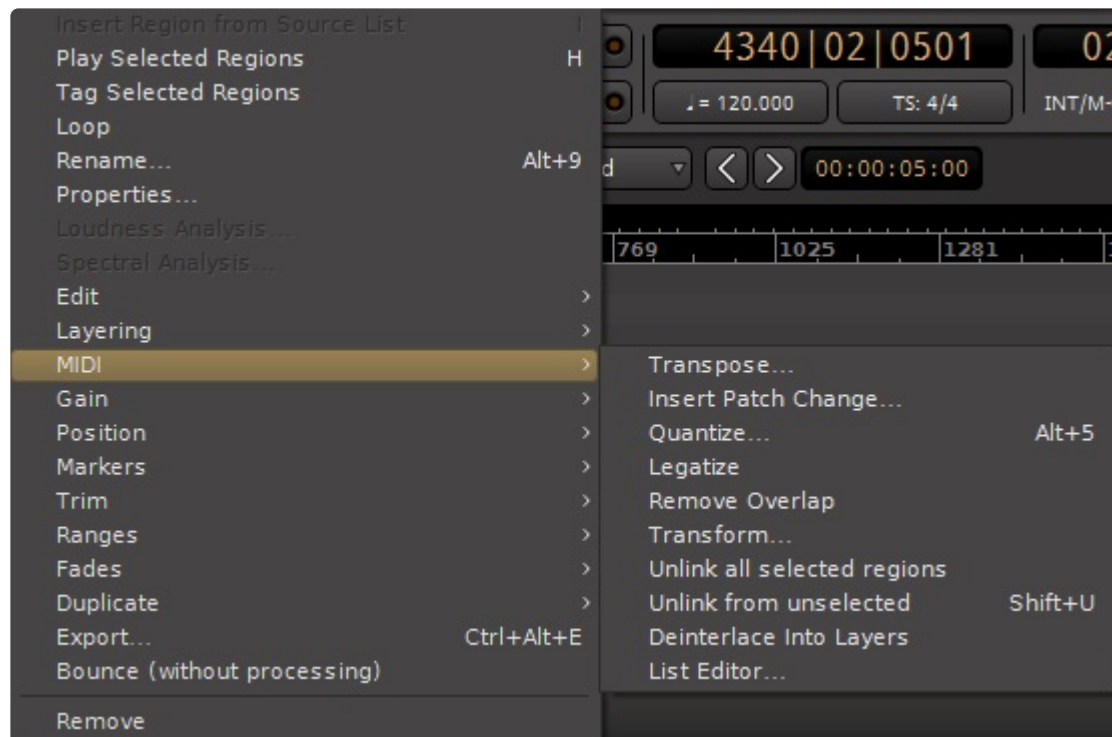 Insert Region from Source List I
Play Selected Regions H
Tag Selected Regions
Loop
Rename... Alt+9
Properties...
Loudness Analysis...
Spectral Analysis...
Edit >
Layering >
MIDI >
Gain >
Position >
Markers >
Trim >
Ranges >
Fades >
Duplicate >
Export... Ctrl+Alt+E
Bounce (without processing)
Remove
4340|02|0501
♩ = 120.000 TS: 4/4 INT/M-
d 00:00:05:00
769 1025 1281
Transpose...
Insert Patch Change...
Quantize... Alt+5
Legatize
Remove Overlap
Transform...
Unlink all selected regions
Unlink from unselected Shift+U
Deinterlace Into Layers
List Editor...